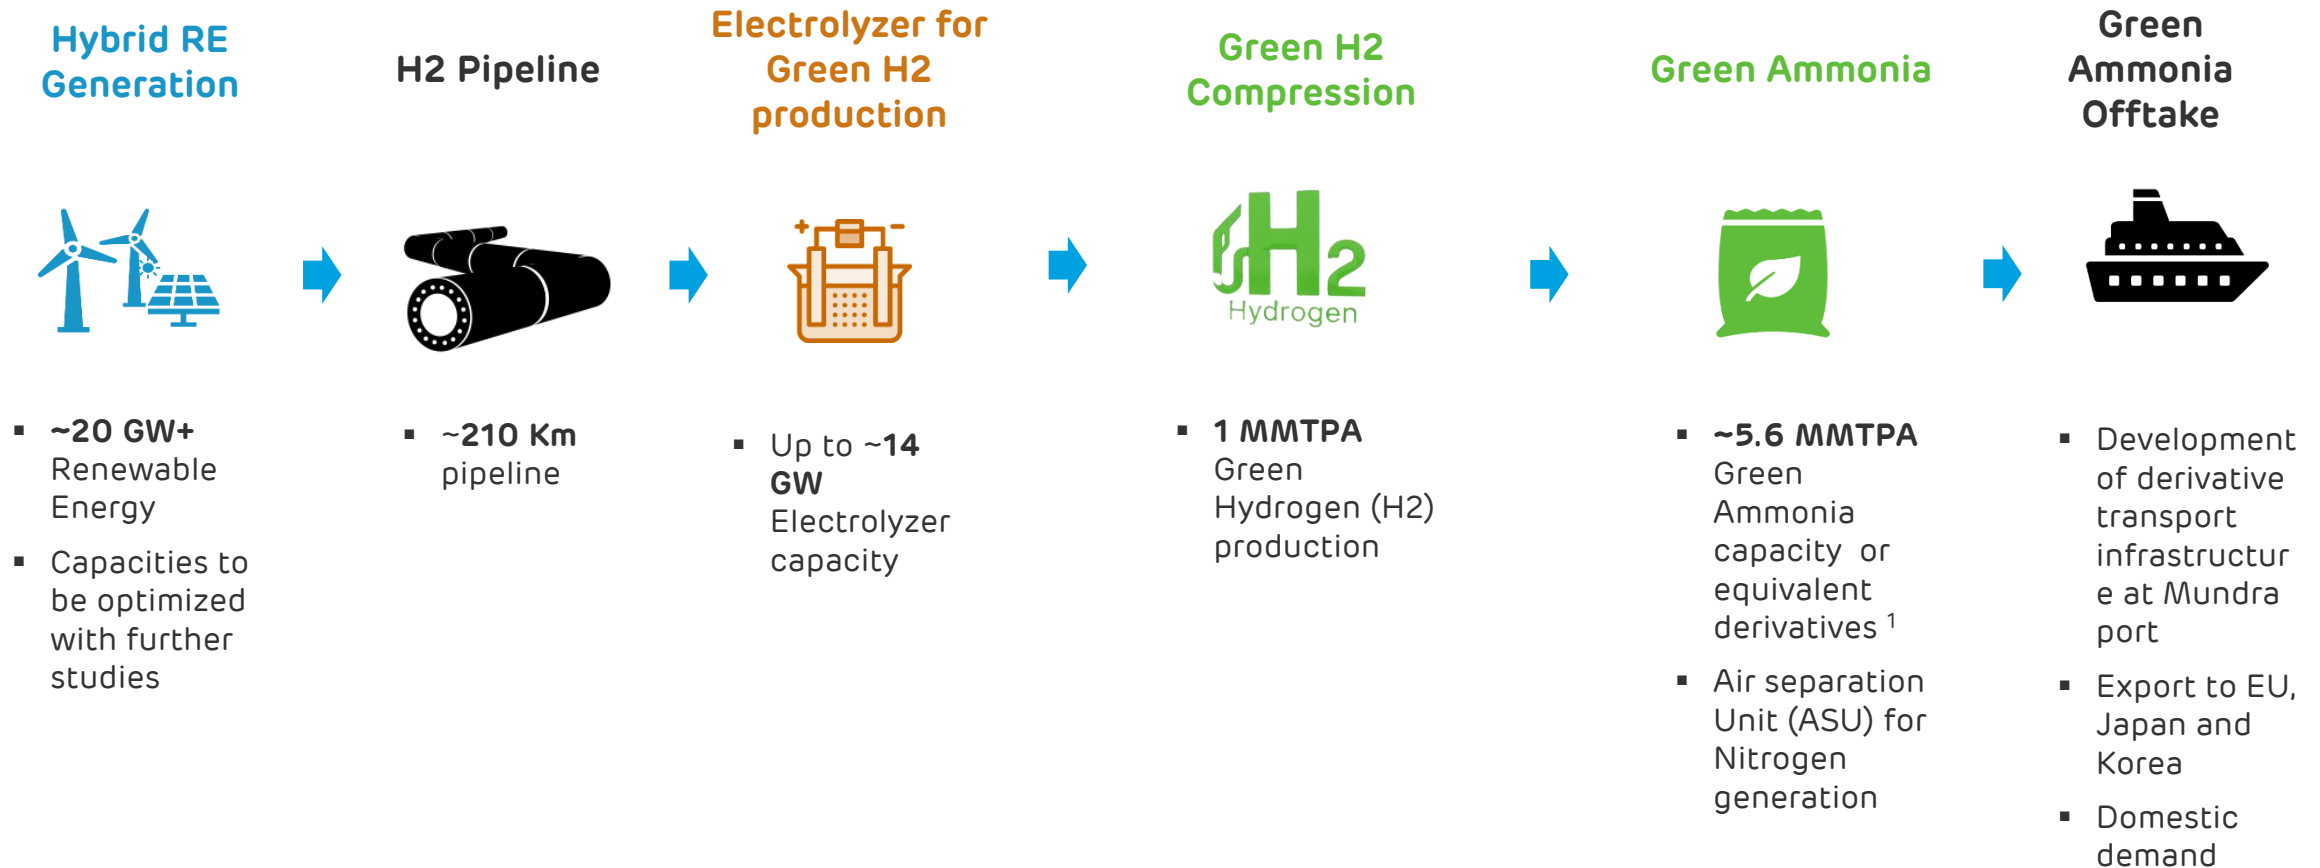 Hybrid RE
Generation
H2 Pipeline
Electrolyzer for
Green H2
production
Green H2
Compression
Green Ammonia
Green
Ammonia
Offtake
+ −
H2
Hydrogen
▪ ~20 GW+
Renewable
Energy
▪ Capacities to
be optimized
with further
studies
▪ ~210 Km
pipeline
▪ Up to ~14
GW
Electrolyzer
capacity
▪ 1 MMTPA
Green
Hydrogen (H2)
production
▪ ~5.6 MMTPA
Green
Ammonia
capacity or
equivalent
derivatives 1
▪ Air separation
Unit (ASU) for
Nitrogen
generation
▪ Development
of derivative
transport
infrastructur
e at Mundra
port
▪ Export to EU,
Japan and
Korea
▪ Domestic
demand